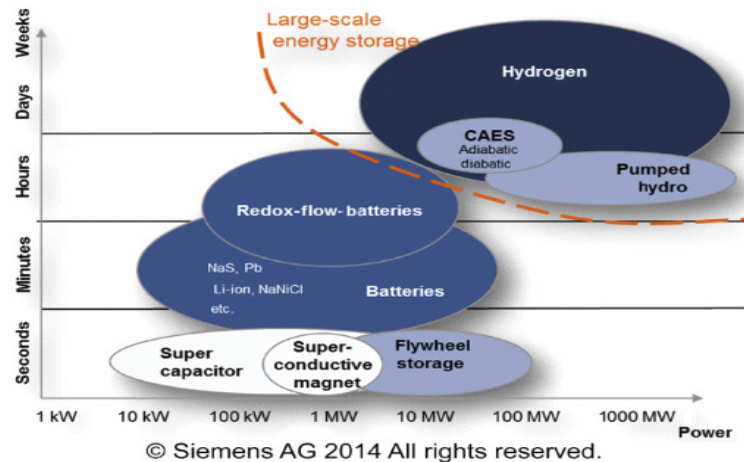 Large-scale
energy storage
Weeks
Days
Hours
Minutes
Seconds
Hydrogen
CAES
Adiabatic
diabatic
Pumped
hydro
Redox-flow-batteries
NaS, Pb
Li-ion, NaNiCl
etc.
Batteries
Super
capacitor
Super-
conductive
magnet
Flywheel
storage
1 kW 10 kW 100 kW 1 MW 10 MW 100 MW 1000 MW
Power
© Siemens AG 2014 All rights reserved.